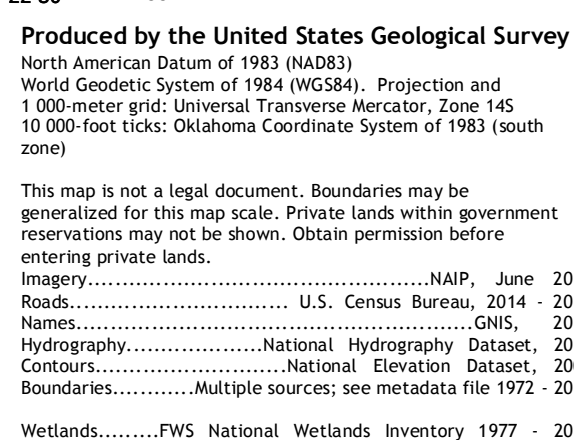 Produced by the United States Geological Survey
North American Datum of 1983 (NAD83)
World Geodetic System of 1984 (WGS84). Projection and
1 000-meter grid: Universal Transverse Mercator, Zone 14S
10 000-foot ticks: Oklahoma Coordinate System of 1983 (south
zone)
This map is not a legal document. Boundaries may be
generalized for this map scale. Private lands within government
reservations may not be shown. Obtain permission before
entering private lands.
Imagery..................................................NAIP, June 20
Roads................................ U.S. Census Bureau, 2014 - 20
Names..........................................................GNIS, 20
Hydrography....................National Hydrography Dataset, 20
Contours............................National Elevation Dataset, 20
Boundaries............Multiple sources; see metadata file 1972 - 20
Wetlands.........FWS National Wetlands Inventory 1977 - 20